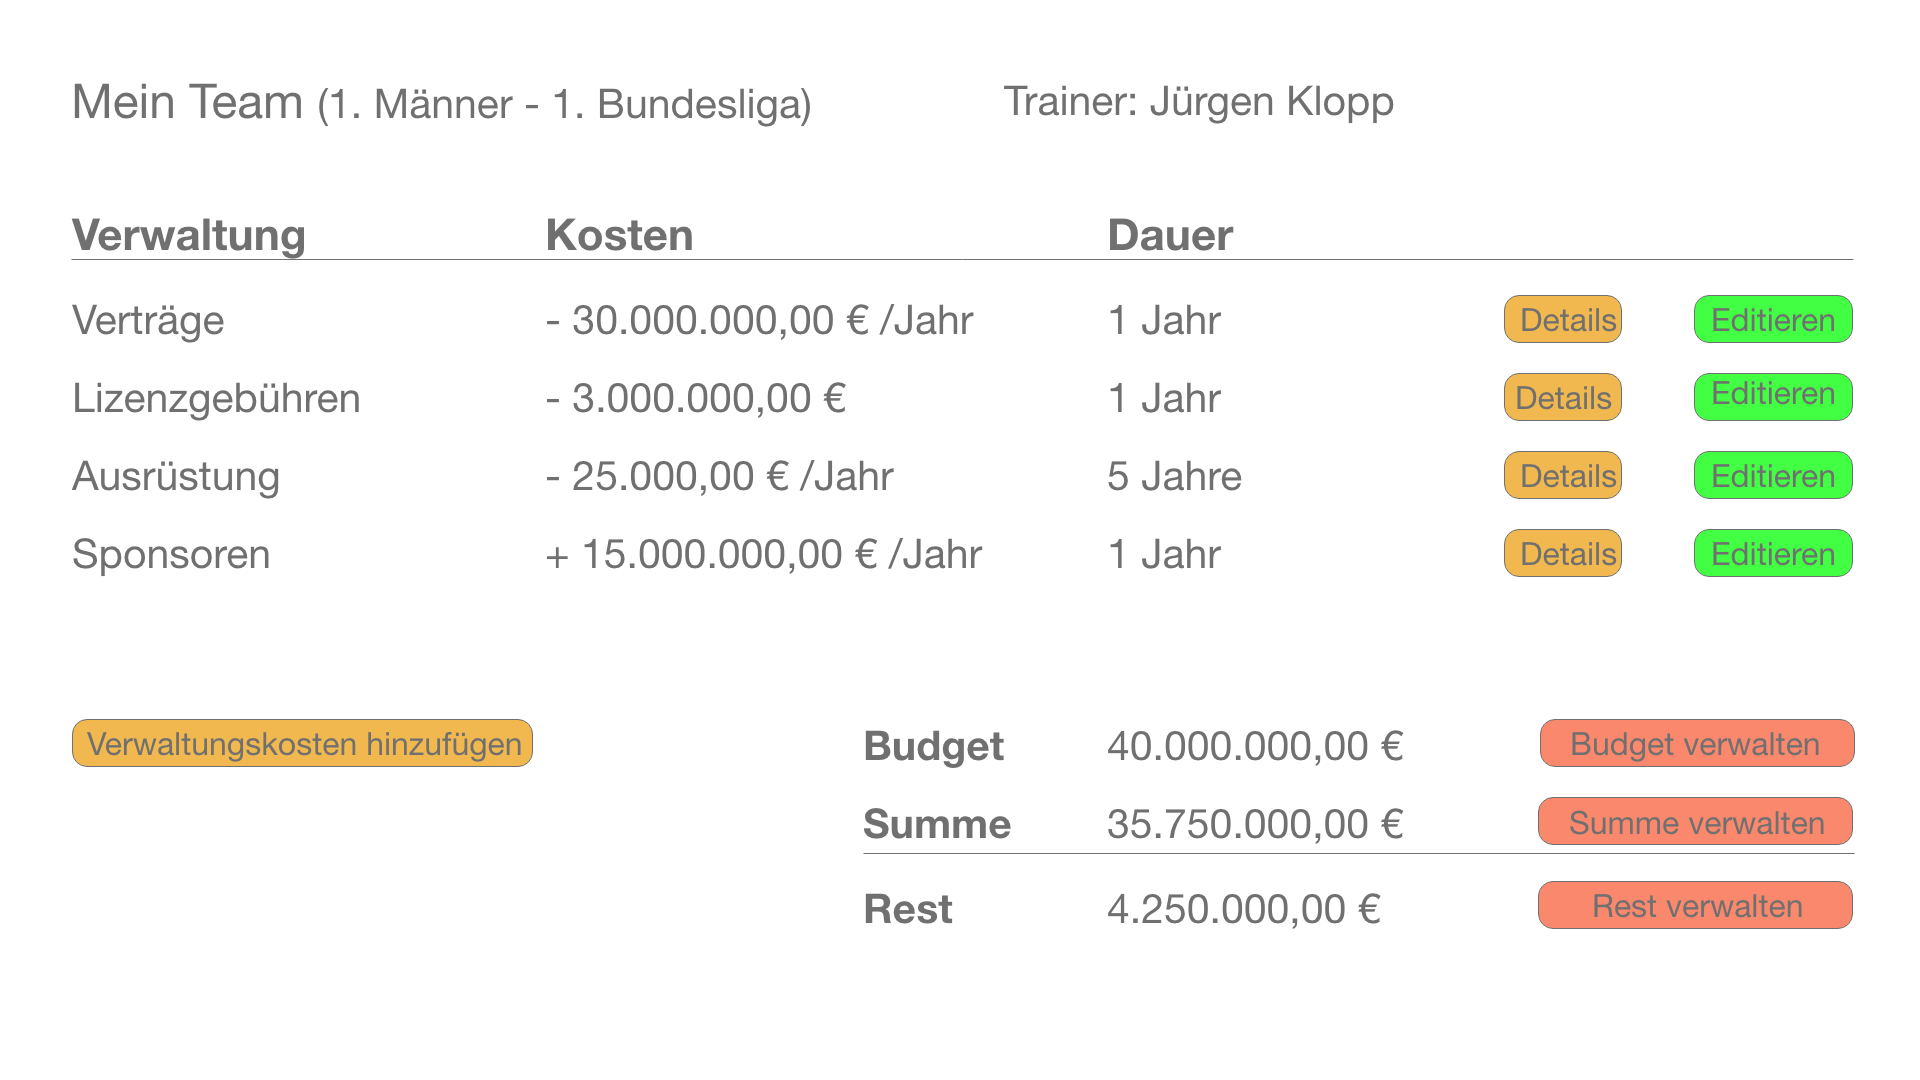 Mein Team (1. Männer - 1. Bundesliga) Trainer: Jürgen Klopp
Verwaltung Kosten Dauer
Verträge - 30.000.000,00 € /Jahr 1 Jahr Details Editieren
Lizenzgebühren - 3.000.000,00 € 1 Jahr Details Editieren
Ausrüstung - 25.000,00 € /Jahr 5 Jahre Details Editieren
Sponsoren + 15.000.000,00 € /Jahr 1 Jahr Details Editieren
Verwaltungskosten hinzufügen Budget 40.000.000,00 € Budget verwalten
Summe 35.750.000,00 € Summe verwalten
Rest 4.250.000,00 € Rest verwalten